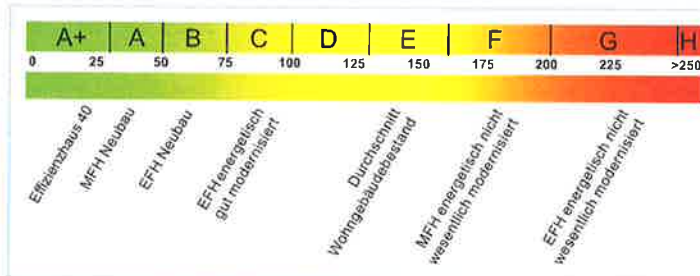 A+ A B C D E F G H
0 25 50 75 100 125 150 175 200 225 >250
Effizienzhaus 40
MFH Neubau
EFH Neubau
EFH energetisch
gut modernisiert
Durchschnitt
Wohngebäudebestand
MFH energetisch nicht
wesentlich modernisiert
EFH energetisch nicht
wesentlich modernisiert